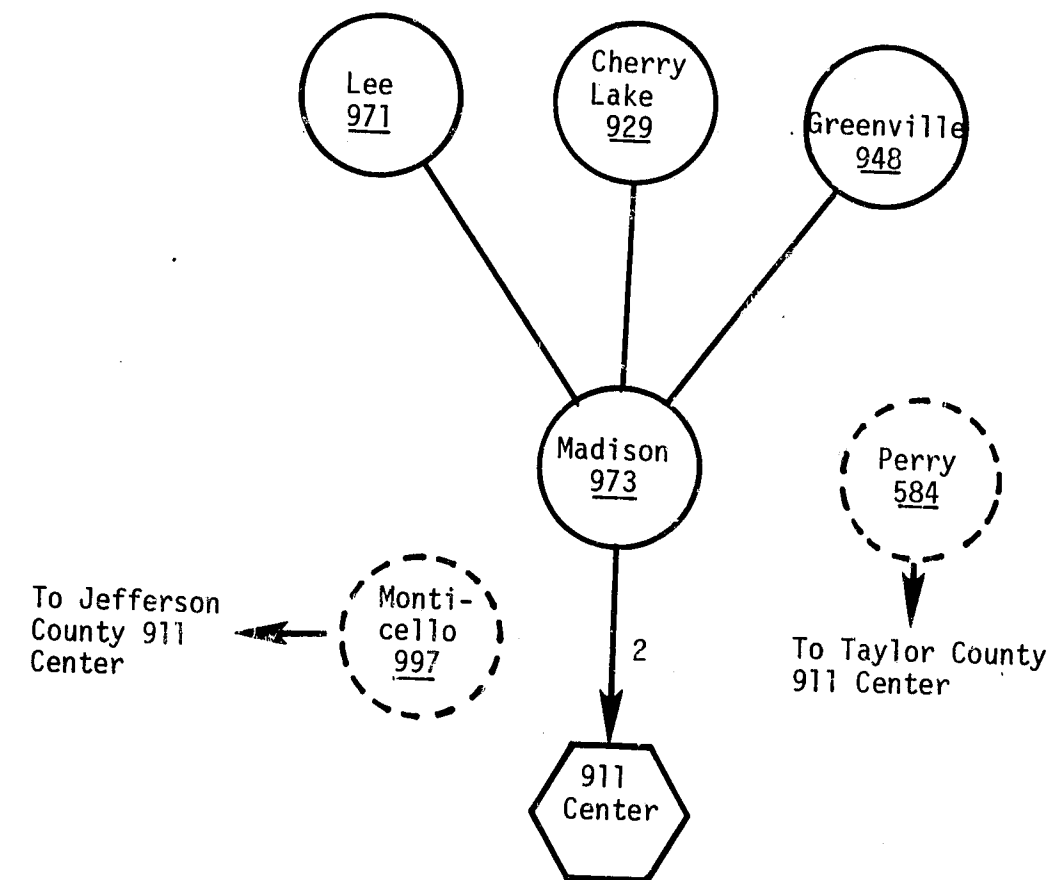 Lee
971
Cherry
Lake
929
Greenville
948
Madison
973
Perry
584
To Jefferson
County 911
Center
Monti-
cello
997
2
To Taylor County
911 Center
911
Center